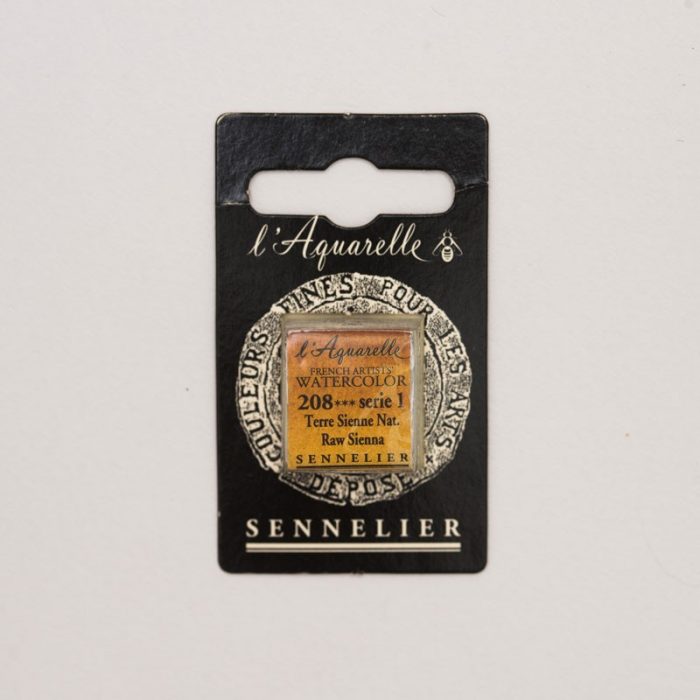 l'Aquarelle
COULEURS FINES POUR LES ARTS
DÉPOSÉ
l'Aquarelle
FRENCH ARTISTS'
WATERCOLOR
208*** serie 1
Terre Sienne Nat.
Raw Sienna
SENNELIER
SENNELIER